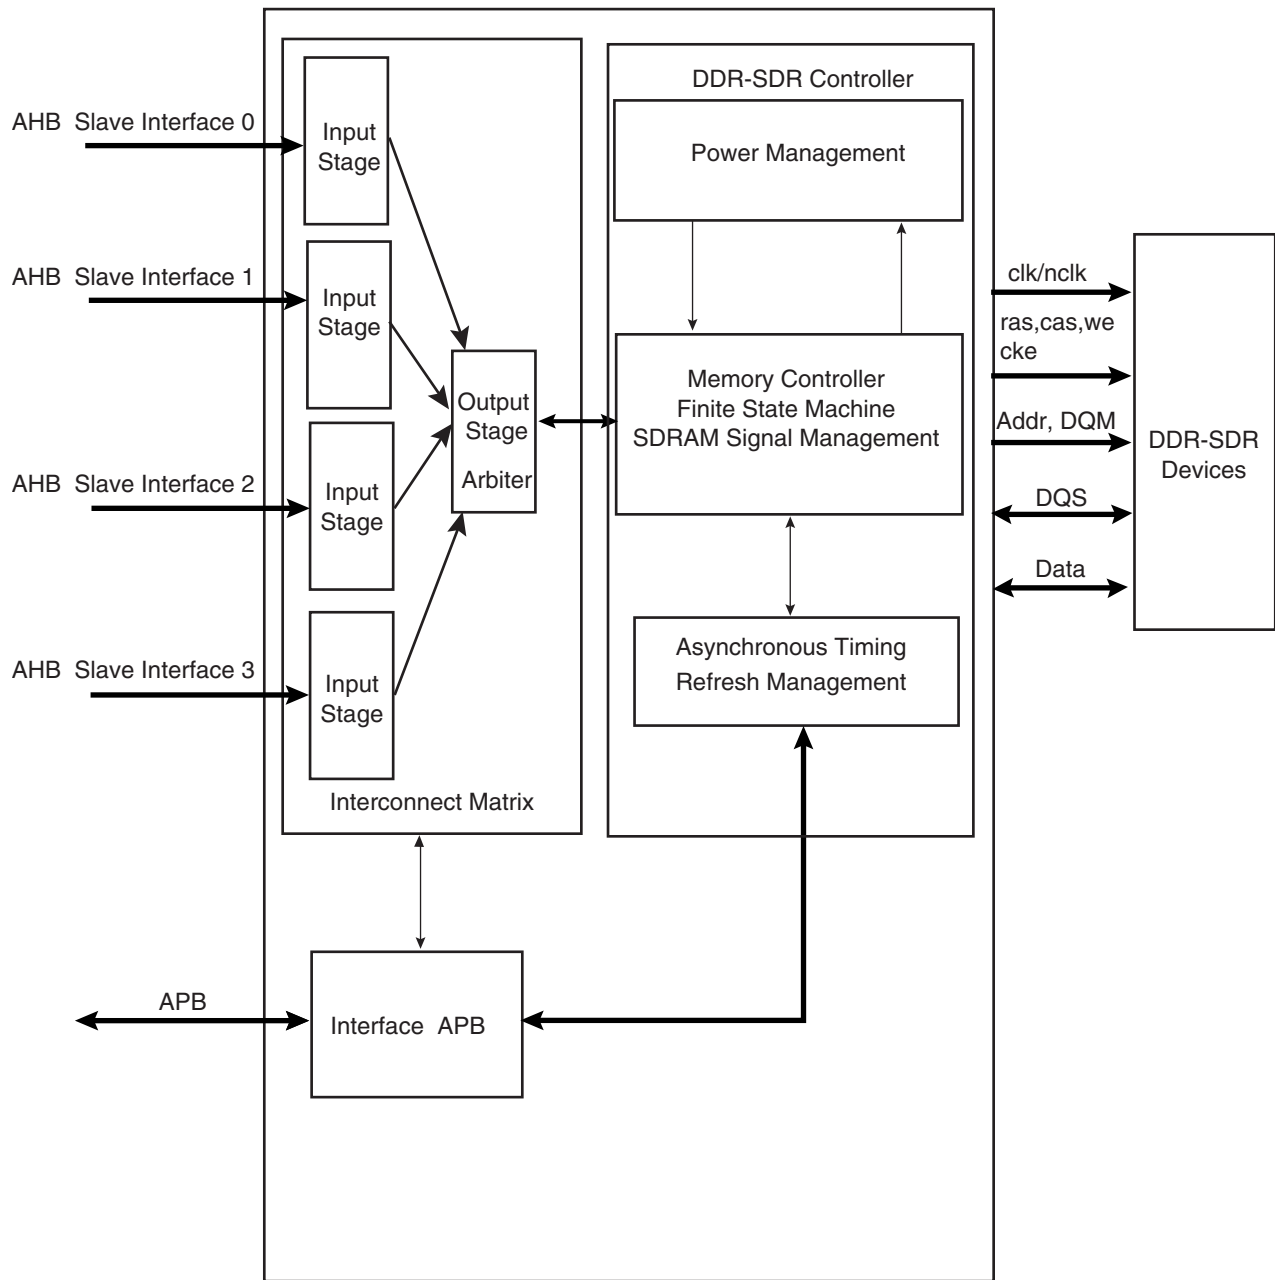 DDR-SDR Controller
AHB Slave Interface 0
Input
Stage
Power Management
AHB Slave Interface 1
Input
Stage
clk/nclk
ras,cas,we
cke
Output
Stage
Arbiter
Memory Controller
Finite State Machine
SDRAM Signal Management
Addr, DQM
DDR-SDR
Devices
AHB Slave Interface 2
Input
Stage
DQS
Data
AHB Slave Interface 3
Input
Stage
Asynchronous Timing
Refresh Management
Interconnect Matrix
APB
Interface APB